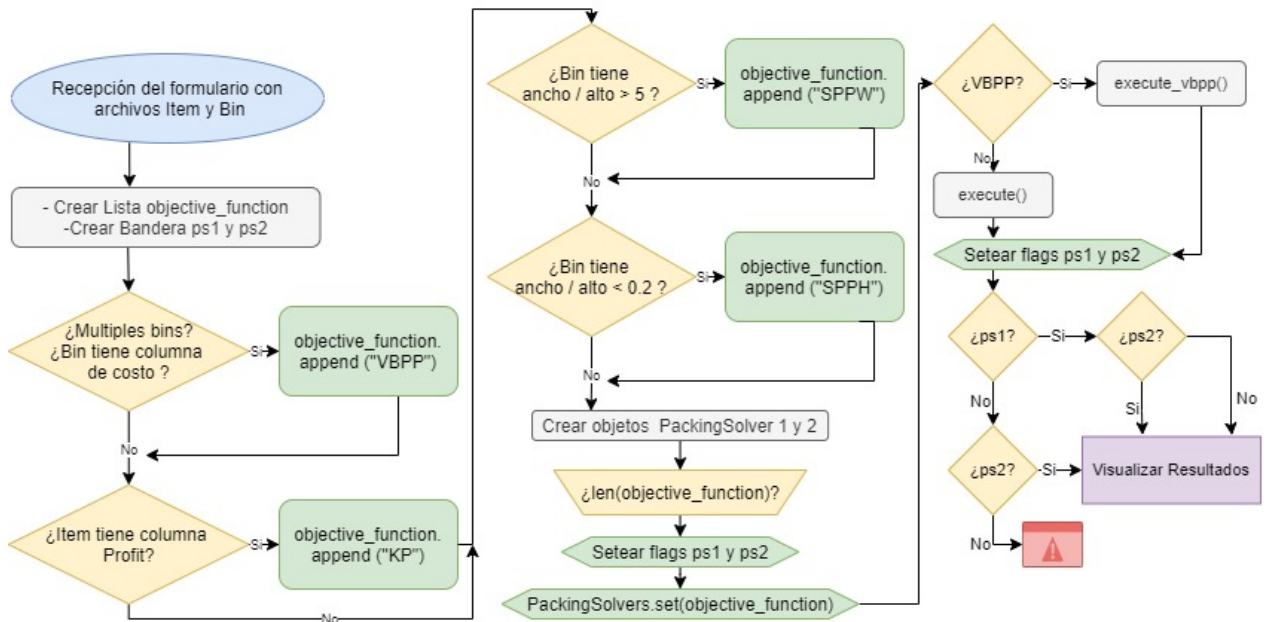 Recepción del formulario con
archivos Item y Bin
- Crear Lista objective_function
-Crear Bandera ps1 y ps2
¿Multiples bins?
¿Bin tiene columna
de costo ?
Si
objective_function.
append ("VBPP")
No
¿Item tiene columna
Profit?
Si
objective_function.
append ("KP")
No
¿Bin tiene
ancho / alto > 5 ?
Si
objective_function.
append ("SPPW")
No
¿Bin tiene
ancho / alto < 0.2 ?
Si
objective_function.
append ("SPPH")
No
Crear objetos PackingSolver 1 y 2
¿len(objective_function)?
Setear flags ps1 y ps2
PackingSolvers.set(objective_function)
¿VBPP?
Si
execute_vbpp()
No
execute()
Setear flags ps1 y ps2
¿ps1?
Si
¿ps2?
No
Si
No
¿ps2?
Si
Visualizar Resultados
No